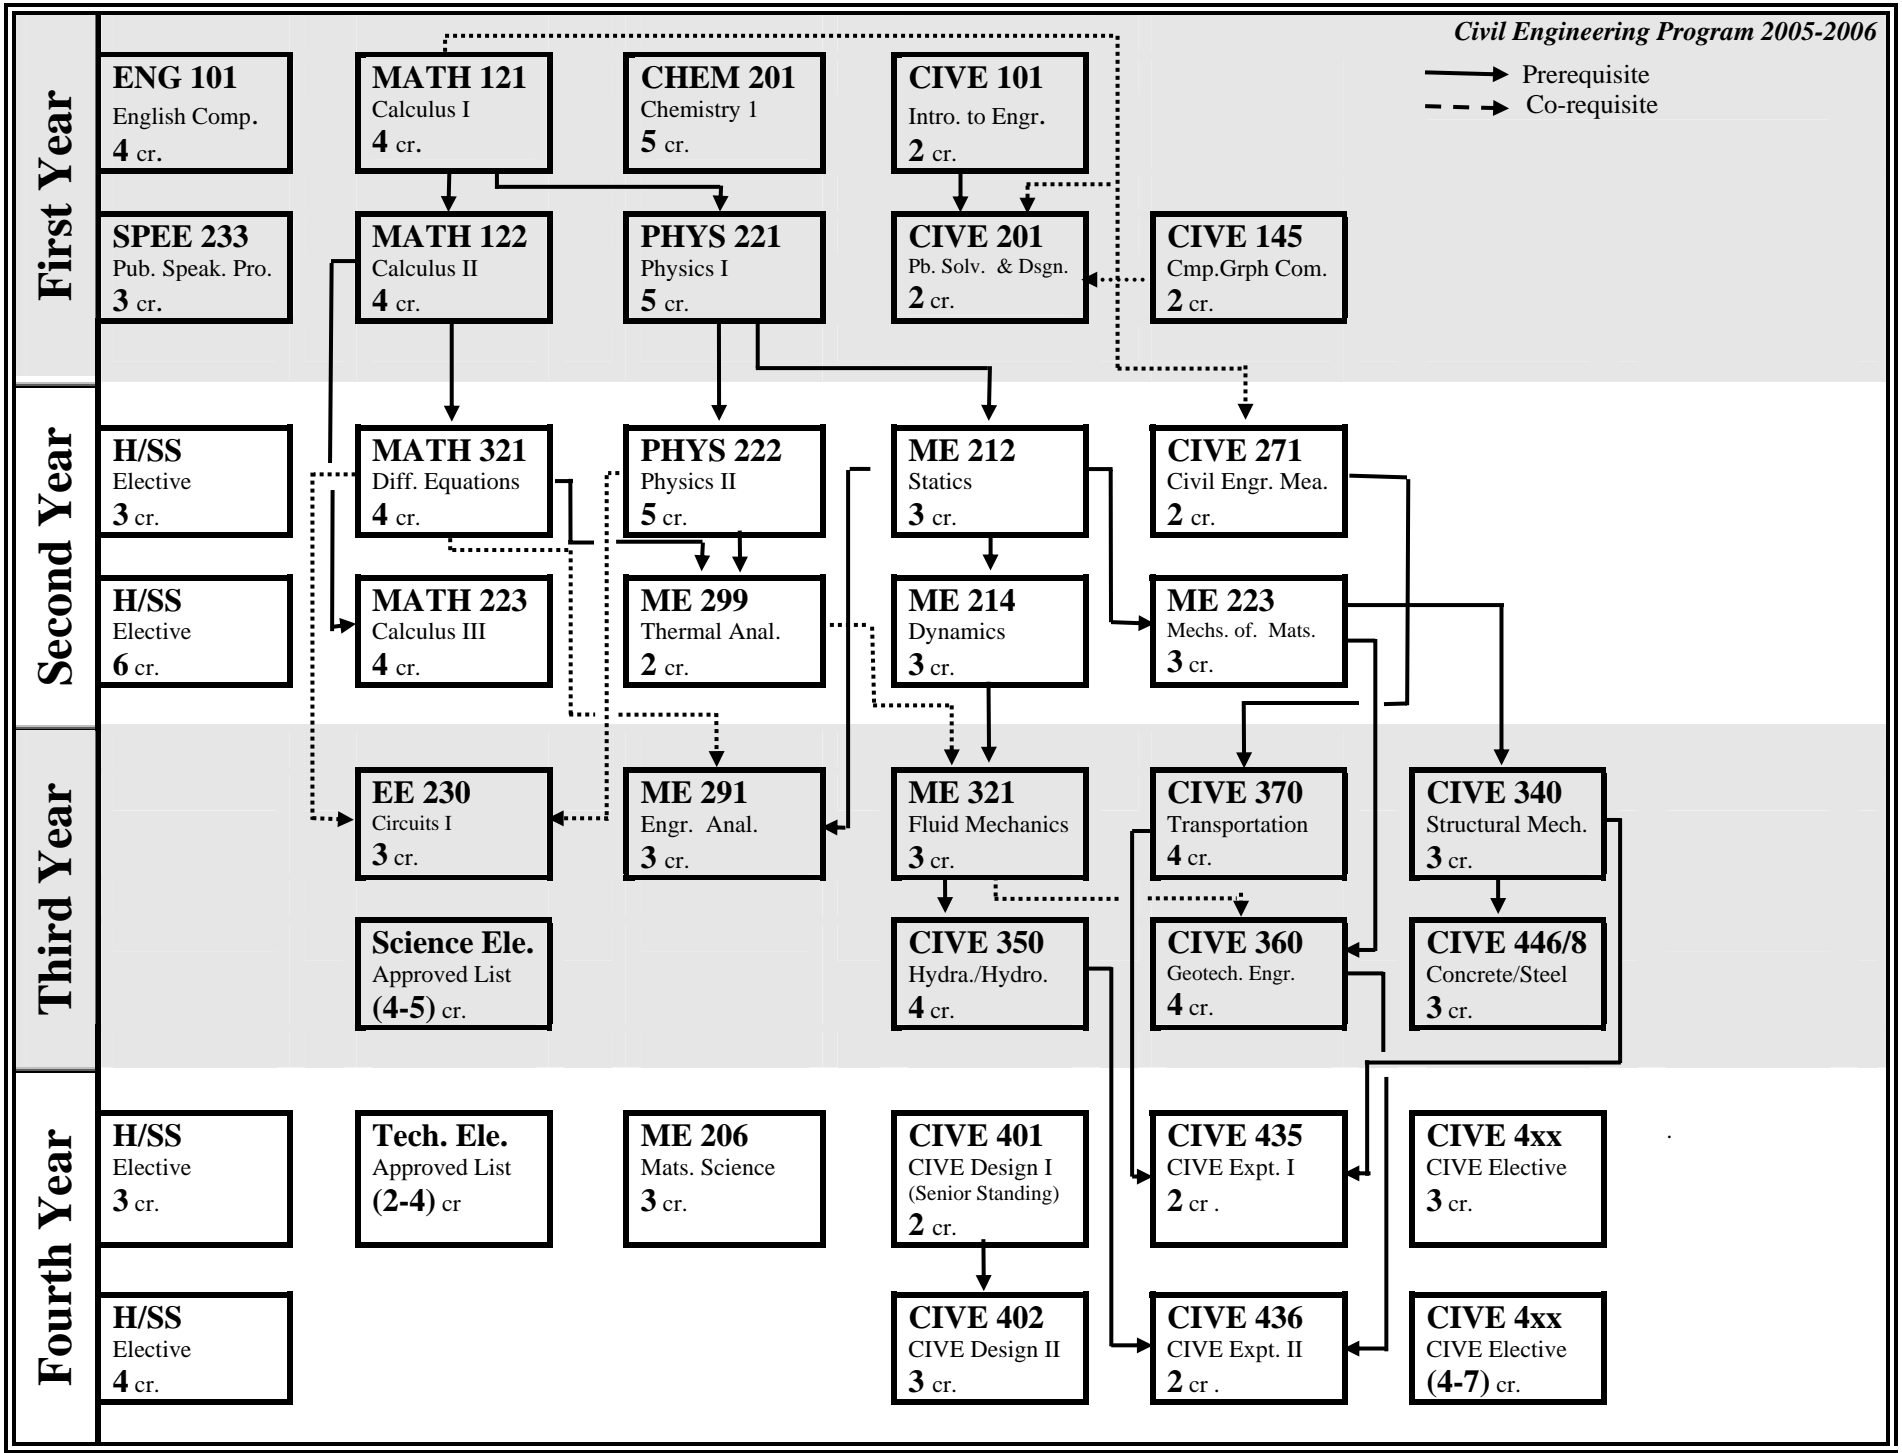 Civil Engineering Program 2005-2006
Prerequisite
Co-requisite
First Year
ENG 101
English Comp.
4 cr.
MATH 121
Calculus I
4 cr.
CHEM 201
Chemistry 1
5 cr.
CIVE 101
Intro. to Engr.
2 cr.
SPEE 233
Pub. Speak. Pro.
3 cr.
MATH 122
Calculus II
4 cr.
PHYS 221
Physics I
5 cr.
CIVE 201
Pb. Solv. & Dsgn.
2 cr.
CIVE 145
Cmp.Grph Com.
2 cr.
Second Year
H/SS
Elective
3 cr.
MATH 321
Diff. Equations
4 cr.
PHYS 222
Physics II
5 cr.
ME 212
Statics
3 cr.
CIVE 271
Civil Engr. Mea.
2 cr.
H/SS
Elective
6 cr.
MATH 223
Calculus III
4 cr.
ME 299
Thermal Anal.
2 cr.
ME 214
Dynamics
3 cr.
ME 223
Mechs. of. Mats.
3 cr.
Third Year
EE 230
Circuits I
3 cr.
ME 291
Engr. Anal.
3 cr.
ME 321
Fluid Mechanics
3 cr.
CIVE 370
Transportation
4 cr.
CIVE 340
Structural Mech.
3 cr.
Science Ele.
Approved List
(4-5) cr.
CIVE 350
Hydra./Hydro.
4 cr.
CIVE 360
Geotech. Engr.
4 cr.
CIVE 446/8
Concrete/Steel
3 cr.
Fourth Year
H/SS
Elective
3 cr.
Tech. Ele.
Approved List
(2-4) cr
ME 206
Mats. Science
3 cr.
CIVE 401
CIVE Design I
(Senior Standing)
2 cr.
CIVE 435
CIVE Expt. I
2 cr .
CIVE 4xx
CIVE Elective
3 cr.
H/SS
Elective
4 cr.
CIVE 402
CIVE Design II
3 cr.
CIVE 436
CIVE Expt. II
2 cr .
CIVE 4xx
CIVE Elective
(4-7) cr.